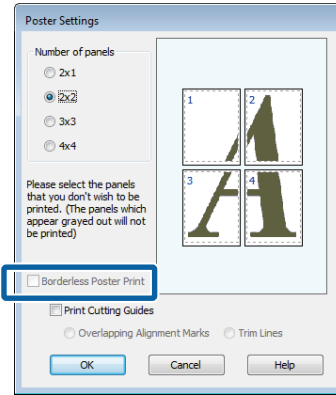 Poster Settings
Number of panels
2x1
2x2
3x3
4x4
1 2
3 4
A
Please select the panels
that you don't wish to be
printed. (The panels which
appear grayed out will not
be printed)
Borderless Poster Print
Print Cutting Guides
Overlapping Alignment Marks Trim Lines
OK Cancel Help